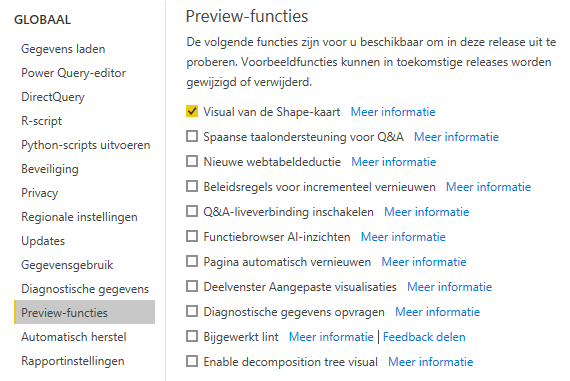 GLOBAAL
Gegevens laden
Power Query-editor
DirectQuery
R-script
Python-scripts uitvoeren
Beveiliging
Privacy
Regionale instellingen
Updates
Gegevensgebruik
Diagnostische gegevens
Preview-functies
Automatisch herstel
Rapportinstellingen
Preview-functies
De volgende functies zijn voor u beschikbaar om in deze release uit te
proberen. Voorbeeldfuncties kunnen in toekomstige releases worden
gewijzigd of verwijderd.
Visual van de Shape-kaart Meer informatie
Spaanse taalondersteuning voor Q&A Meer informatie
Nieuwe webtabeldeductie Meer informatie
Beleidsregels voor incrementeel vernieuwen Meer informatie
Q&A-liveverbinding inschakelen Meer informatie
Functiebrowser AI-inzichten Meer informatie
Pagina automatisch vernieuwen Meer informatie
Deelvenster Aangepaste visualisaties Meer informatie
Diagnostische gegevens opvragen Meer informatie
Bijgewerkt lint Meer informatie | Feedback delen
Enable decomposition tree visual Meer informatie